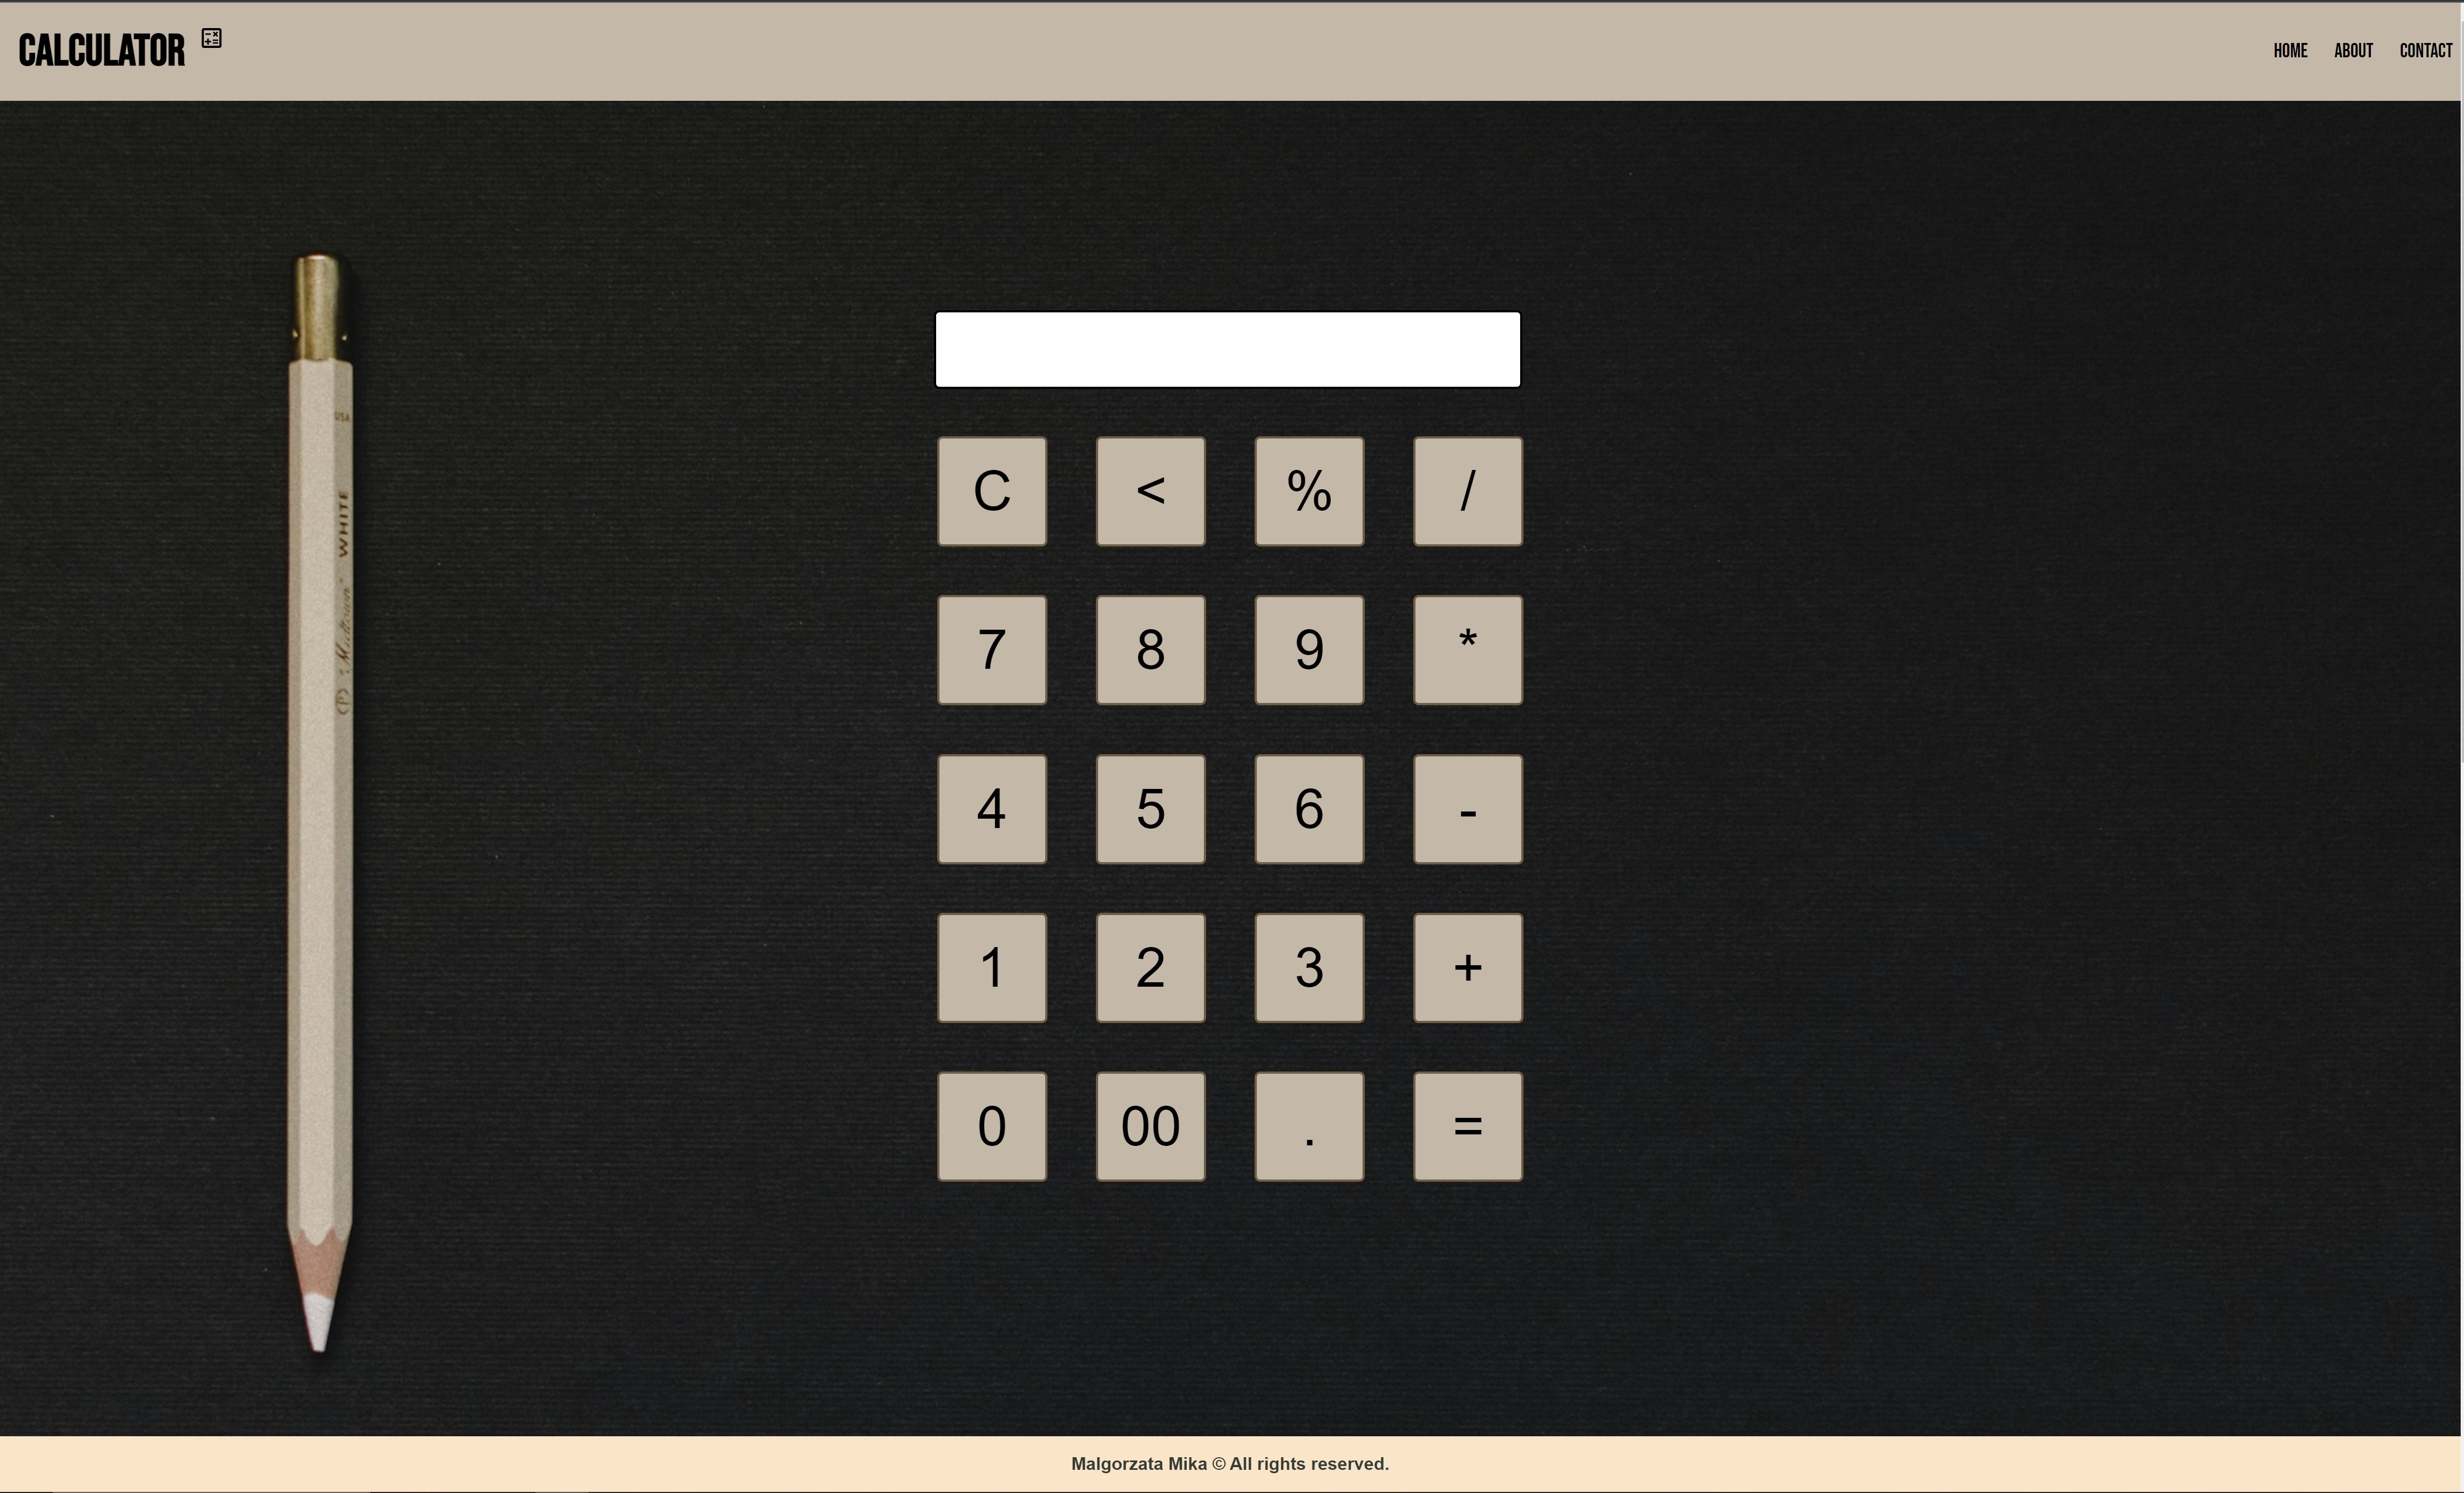 CALCULATOR
HOME ABOUT CONTACT
USA
WHITE
C < % /
7 8 9 *
4 5 6 -
1 2 3 +
0 00 . =
Malgorzata Mika © All rights reserved.